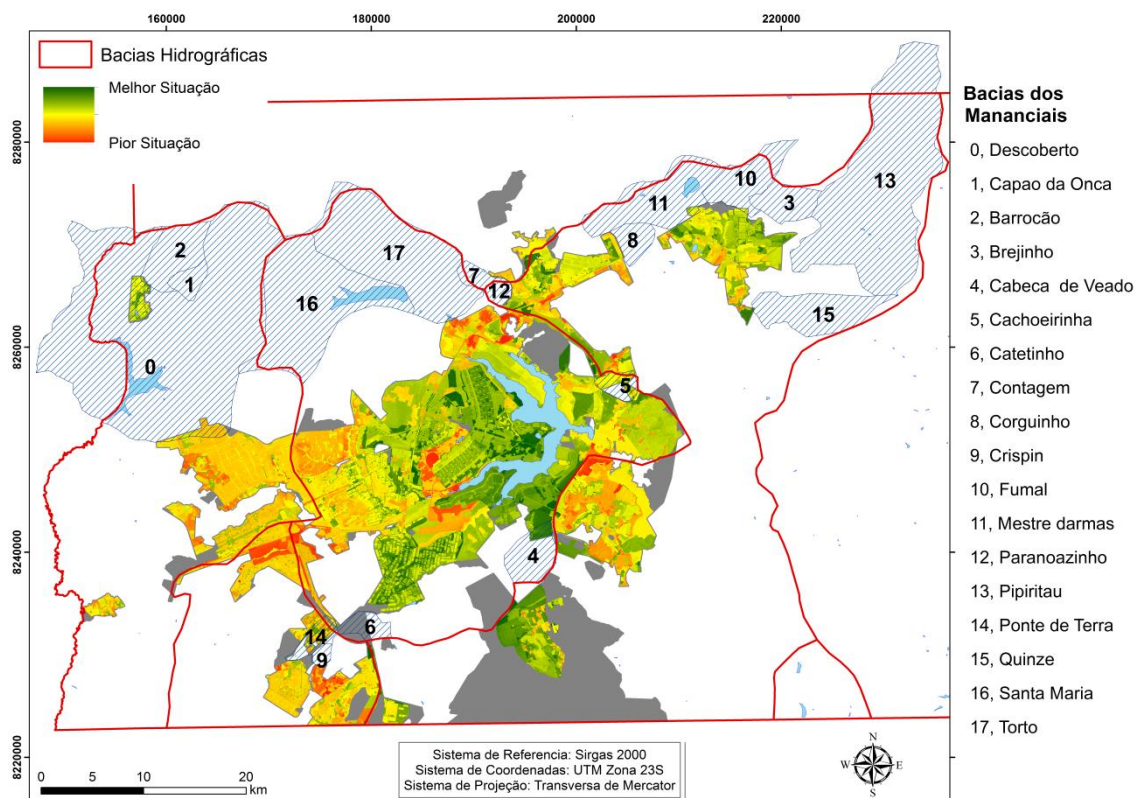 160000
180000
200000
220000
Bacias Hidrográficas
Melhor Situação
Pior Situação
8280000
8260000
8240000
8220000
10
13
3
11
8
2
17
1
7
12
16
15
0
5
4
6
14
9
Sistema de Referencia: Sirgas 2000
Sistema de Coordenadas: UTM Zona 23S
Sistema de Projeção: Transversa de Mercator
0 5 10 20
km
N
W E
S
Bacias dos
Mananciais
0, Descoberto
1, Capao da Onca
2, Barrocão
3, Brejinho
4, Cabeca de Veado
5, Cachoeirinha
6, Catetinho
7, Contagem
8, Corguinho
9, Crispin
10, Fumal
11, Mestre darmas
12, Paranoazinho
13, Pipiritau
14, Ponte de Terra
15, Quinze
16, Santa Maria
17, Torto